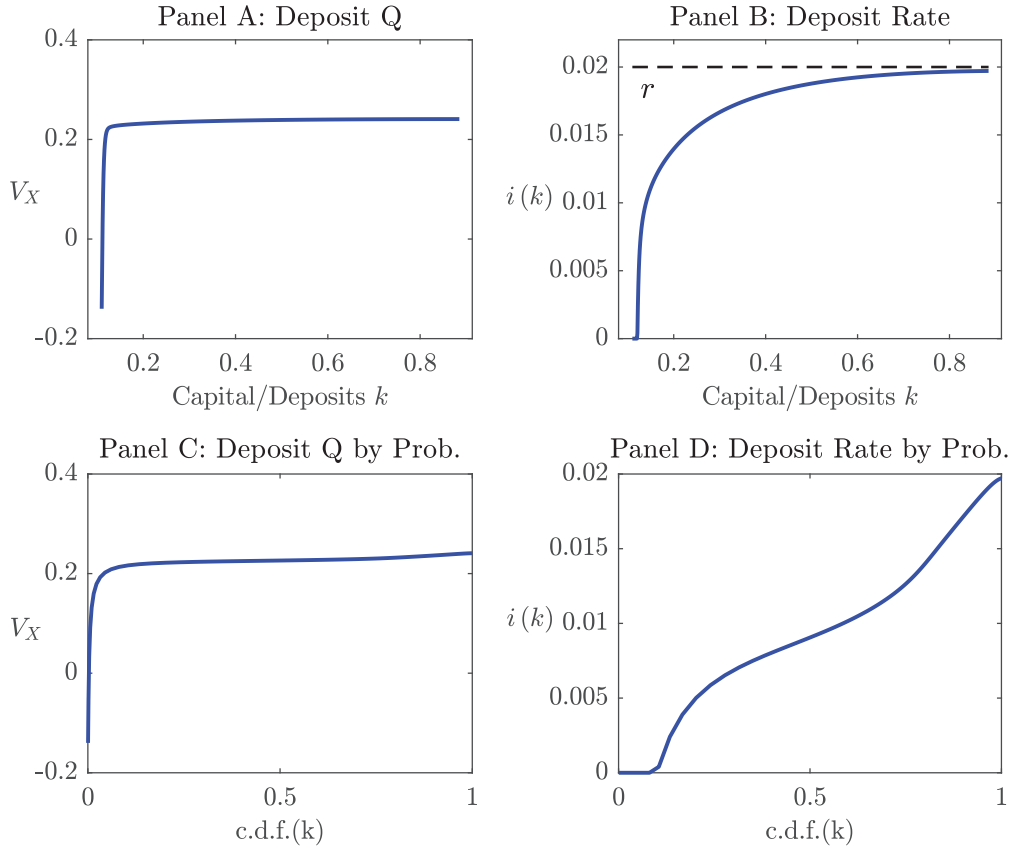 Panel A: Deposit Q
0.4
0.2
0
-0.2
V_X
0.2
0.4
0.6
0.8
Capital/Deposits k
Panel B: Deposit Rate
0.02
0.015
0.01
0.005
0
i (k)
r
0.2
0.4
0.6
0.8
Capital/Deposits k
Panel C: Deposit Q by Prob.
0.4
0.2
0
-0.2
V_X
0
0.5
1
c.d.f.(k)
Panel D: Deposit Rate by Prob.
0.02
0.015
0.01
0.005
0
i (k)
0
0.5
1
c.d.f.(k)